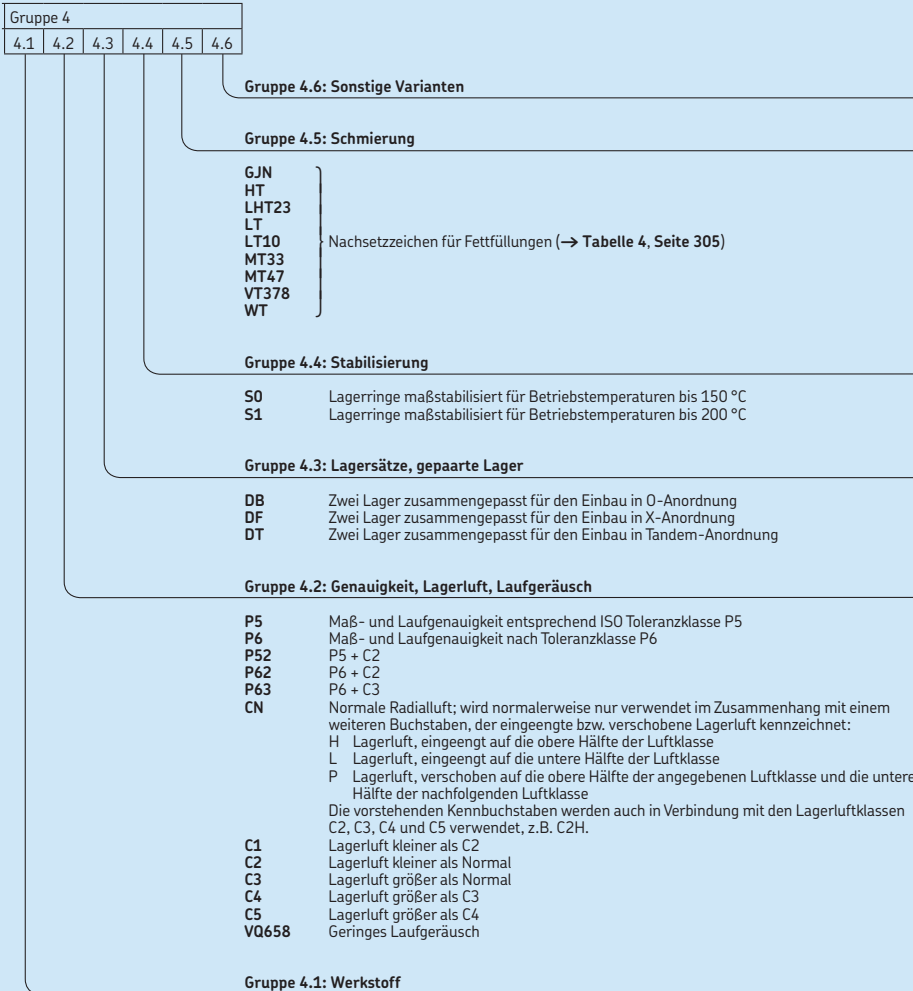 Gruppe 4
4.1 4.2 4.3 4.4 4.5 4.6
Gruppe 4.6: Sonstige Varianten
Gruppe 4.5: Schmierung
GJN
HT
LHT23
LT
LT10 Nachsetzzeichen für Fettfüllungen (→ Tabelle 4, Seite 305)
MT33
MT47
VT378
WT
Gruppe 4.4: Stabilisierung
S0 Lagerringe maßstabilisiert für Betriebstemperaturen bis 150 °C
S1 Lagerringe maßstabilisiert für Betriebstemperaturen bis 200 °C
Gruppe 4.3: Lagersätze, gepaarte Lager
DB Zwei Lager zusammengepasst für den Einbau in O-Anordnung
DF Zwei Lager zusammengepasst für den Einbau in X-Anordnung
DT Zwei Lager zusammengepasst für den Einbau in Tandem-Anordnung
Gruppe 4.2: Genauigkeit, Lagerluft, Laufgeräusch
P5 Maß- und Laufgenauigkeit entsprechend ISO Toleranzklasse P5
P6 Maß- und Laufgenauigkeit nach Toleranzklasse P6
P52 P5 + C2
P62 P6 + C2
P63 P6 + C3
CN Normale Radialluft; wird normalerweise nur verwendet im Zusammenhang mit einem
weiteren Buchstaben, der eingeengte bzw. verschobene Lagerluft kennzeichnet:
H Lagerluft, eingeengt auf die obere Hälfte der Luftklasse
L Lagerluft, eingeengt auf die untere Hälfte der Luftklasse
P Lagerluft, verschoben auf die obere Hälfte der angegebenen Luftklasse und die untere
Hälfte der nachfolgenden Luftklasse
Die vorstehenden Kennbuchstaben werden auch in Verbindung mit den Lagerluftklassen
C2, C3, C4 und C5 verwendet, z.B. C2H.
C1 Lagerluft kleiner als C2
C2 Lagerluft kleiner als Normal
C3 Lagerluft größer als Normal
C4 Lagerluft größer als C3
C5 Lagerluft größer als C4
VQ658 Geringes Laufgeräusch
Gruppe 4.1: Werkstoff